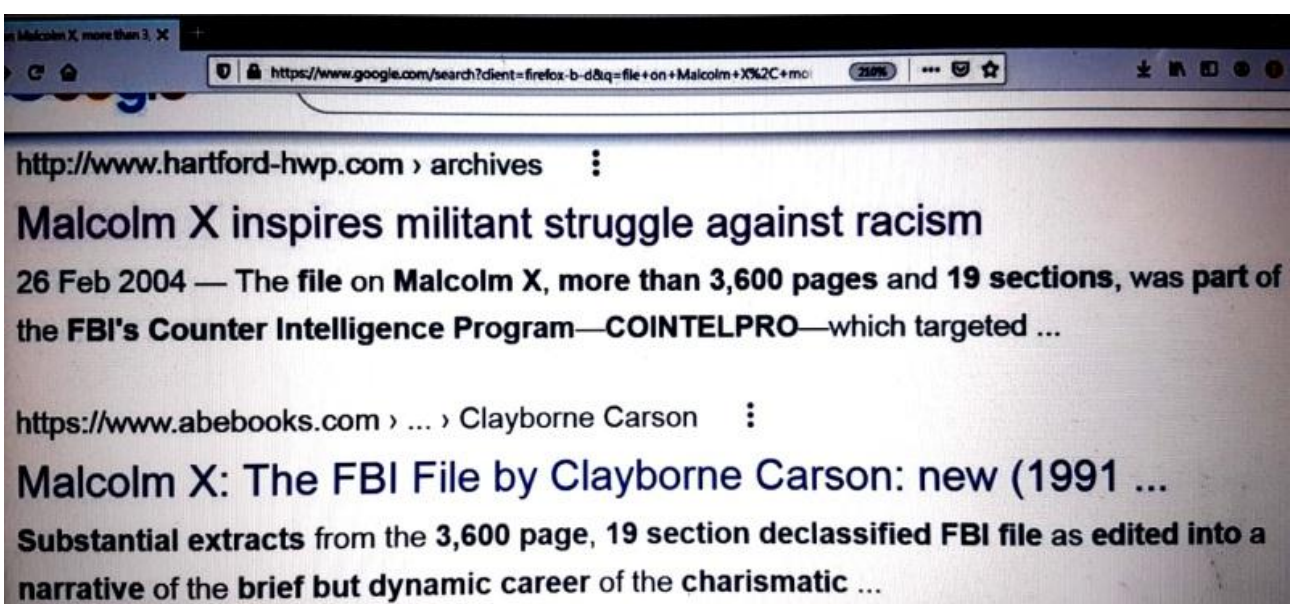 Malcolm X, more than 3,
https://www.google.com/search?client=firefox-b-d&q=file+on+Malcolm+X%2C+mo
210%
http://www.hartford-hwp.com › archives
Malcolm X inspires militant struggle against racism
26 Feb 2004 — The file on Malcolm X, more than 3,600 pages and 19 sections, was part of
the FBI's Counter Intelligence Program—COINTELPRO—which targeted ...
https://www.abebooks.com › ... › Clayborne Carson
Malcolm X: The FBI File by Clayborne Carson: new (1991 ...
Substantial extracts from the 3,600 page, 19 section declassified FBI file as edited into a
narrative of the brief but dynamic career of the charismatic ...